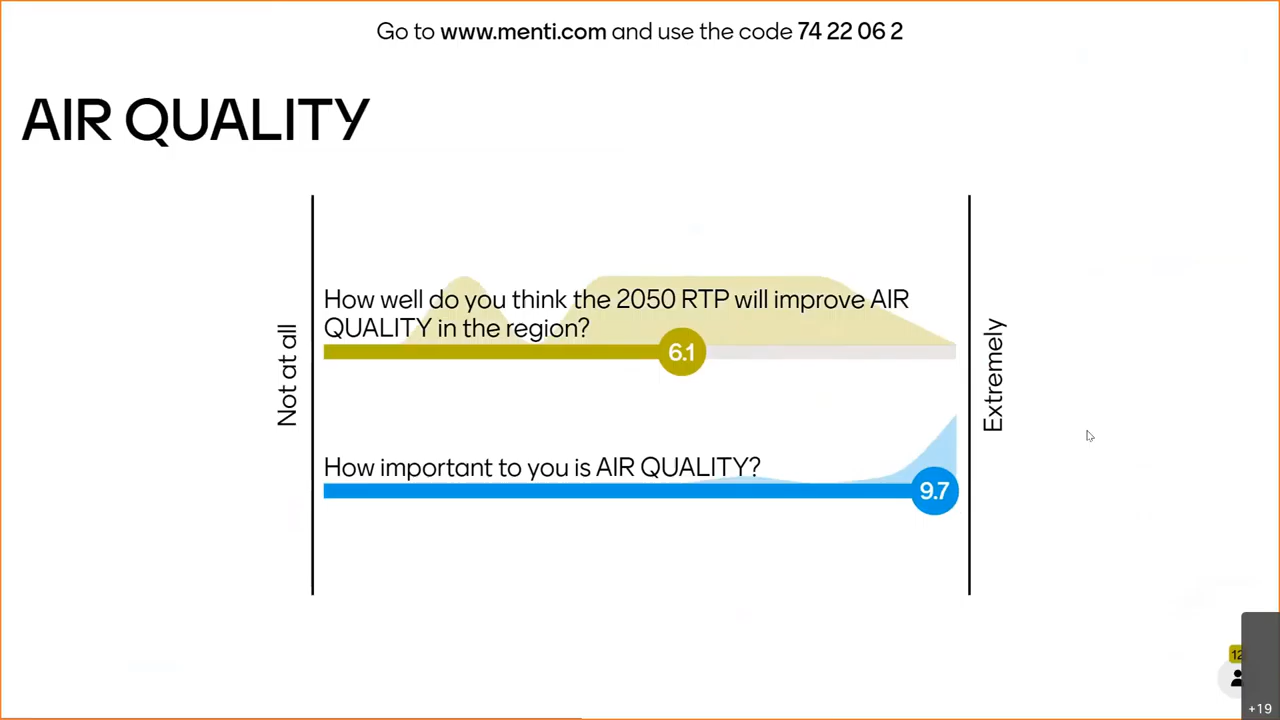 Go to www.menti.com and use the code 74 22 06 2
AIR QUALITY
Not at all
How well do you think the 2050 RTP will improve AIR
QUALITY in the region?
6.1
How important to you is AIR QUALITY?
9.7
Extremely
12
+19